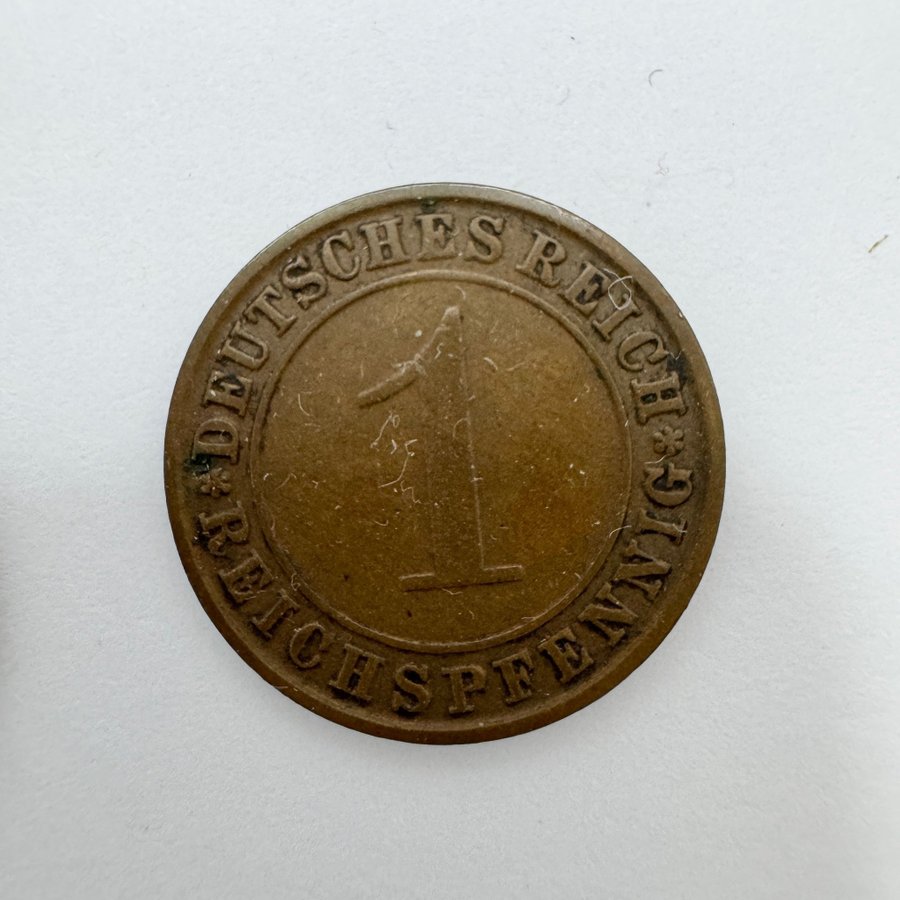 DEUTSCHES REICH
1
* REICHSPFENNIG *